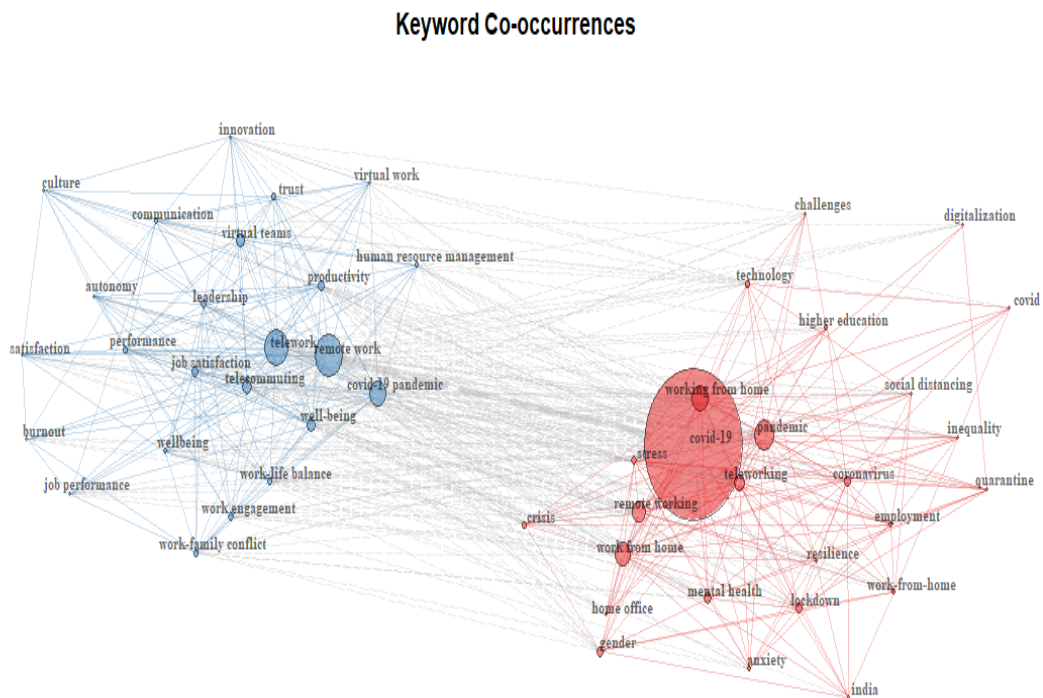 Keyword Co-occurrences
innovation
culture
virtual work
trust
communication
virtual teams
human resource management
productivity
autonomy
leadership
telework
remote work
performance
satisfaction
job satisfaction
telecommuting
covid-19 pandemic
well-being
burnout
wellbeing
work-life balance
job performance
work engagement
work-family conflict
challenges
digitalization
technology
covid
higher education
social distancing
working from home
pandemic
covid-19
inequality
stress
teleworking
coronavirus
quarantine
remote working
crisis
employment
work from home
resilience
mental health
work-from-home
home office
lockdown
gender
anxiety
india